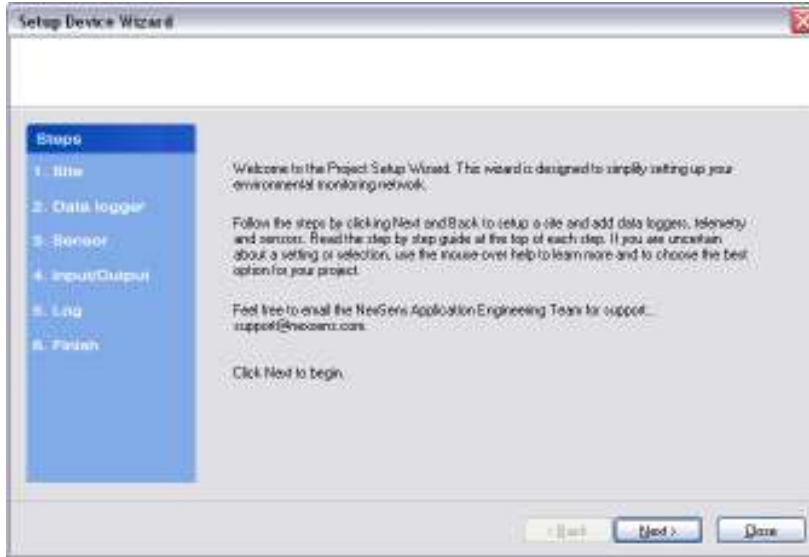 Setup Device Wizard
Steps
1. Site
2. Data logger
3. Sensor
4. Input/Output
5. Log
6. Finish
Welcome to the Project Setup Wizard. This wizard is designed to simplify setting up your
environmental monitoring network.
Follow the steps by clicking Next and Back to setup a site and add data loggers, telemetry
and sensors. Read the step by step guide at the top of each step. If you are uncertain
about a setting or selection, use the mouse-over help to learn more and to choose the best
option for your project.
Feel free to email the NexSens Application Engineering Team for support...
support@nexsens.com.
Click Next to begin.
< Back
Next >
Close